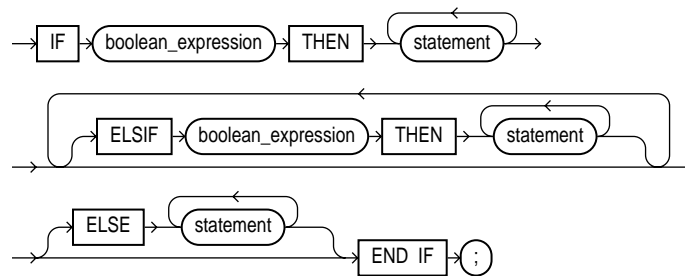 IF boolean_expression THEN statement
ELSIF boolean_expression THEN statement
ELSE statement
END IF ;